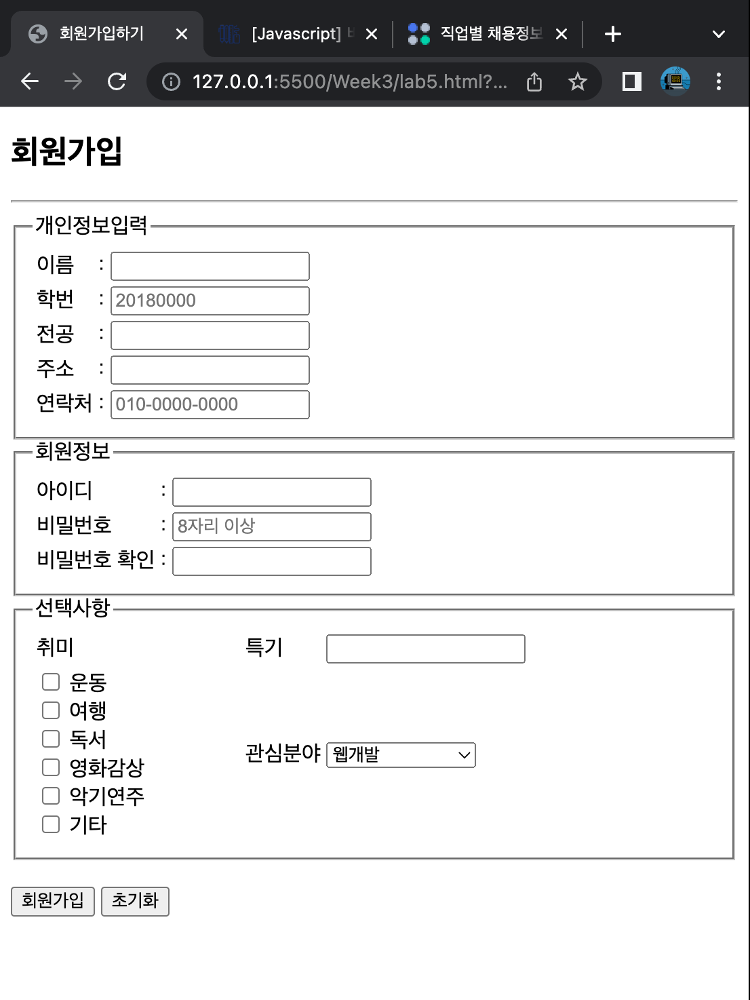 회원가입하기
[Javascript]
직업별 채용정보
127.0.0.1:5500/Week3/lab5.html?...
회원가입
개인정보입력
이름 :
학번 : 20180000
전공 :
주소 :
연락처 : 010-0000-0000
회원정보
아이디 :
비밀번호 : 8자리 이상
비밀번호 확인 :
선택사항
취미 특기
운동
여행
독서
관심분야 웹개발
영화감상
악기연주
기타
회원가입 초기화